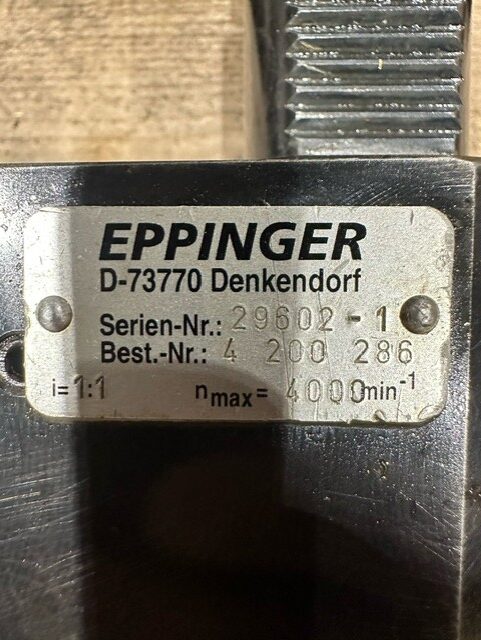 EPPINGER
D-73770 Denkendorf
Serien-Nr.: 29602-1
Best.-Nr.: 4 200 286
i=1:1 nmax= 4000min⁻¹